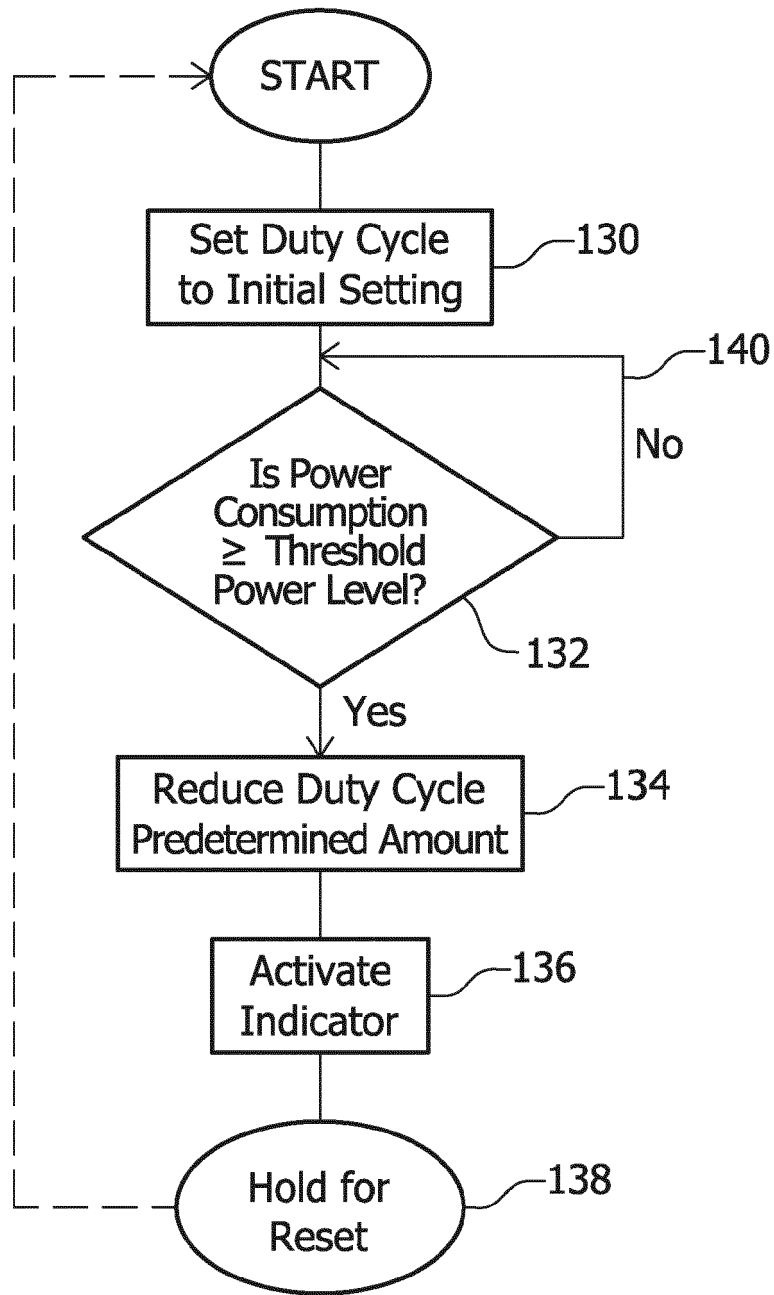 START
Set Duty Cycle
to Initial Setting
130
140
No
Is Power
Consumption
≥ Threshold
Power Level?
132
Yes
Reduce Duty Cycle
Predetermined Amount
134
Activate
Indicator
136
Hold for
Reset
138